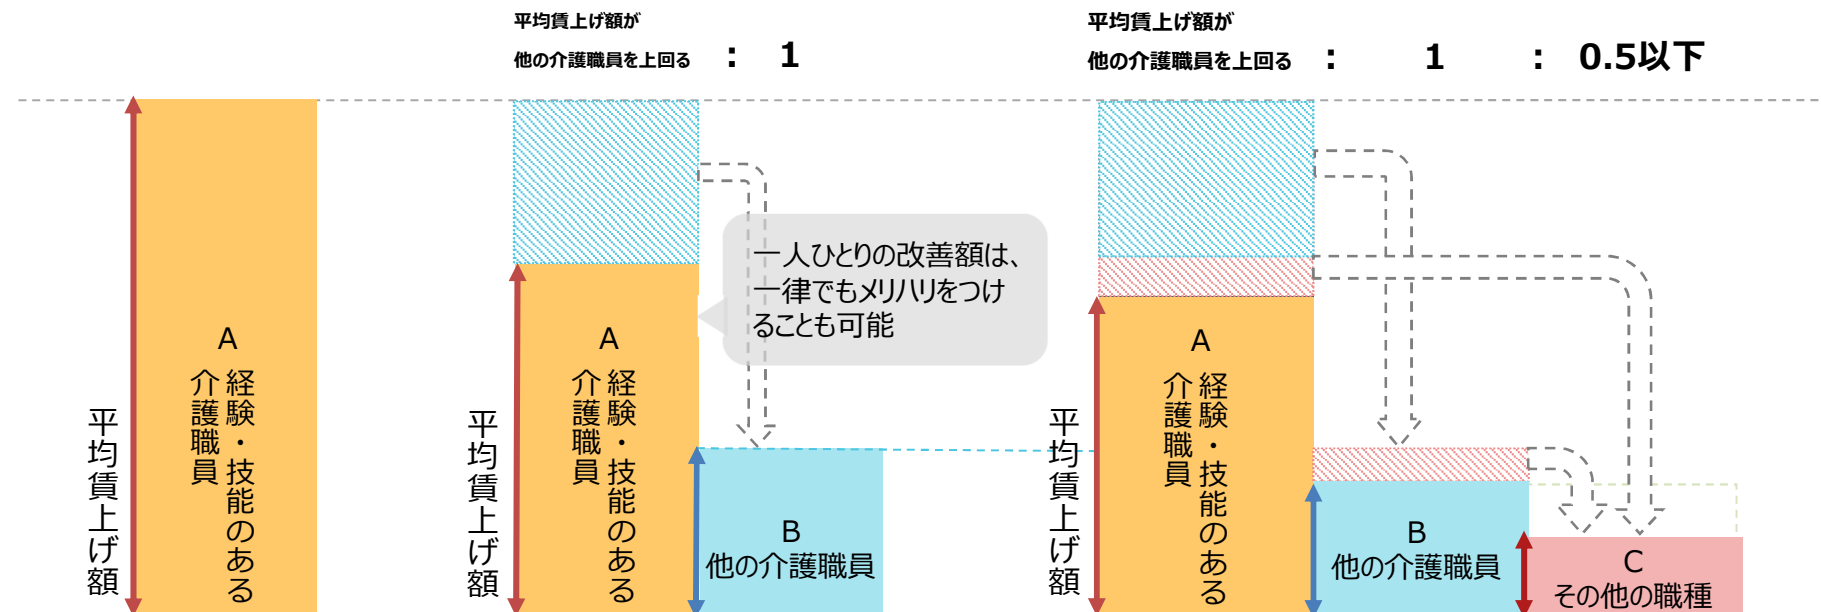 平均賃上げ額が
他の介護職員を上回る : 1
平均賃上げ額が
他の介護職員を上回る : 1 : 0.5以下
平均賃上げ額
A
経験・技能のある
介護職員
平均賃上げ額
A
経験・技能のある
介護職員
一人ひとりの改善額は、
一律でもメリハリをつけ
ることも可能
B
他の介護職員
平均賃上げ額
A
経験・技能のある
介護職員
B
他の介護職員
C
その他の職種